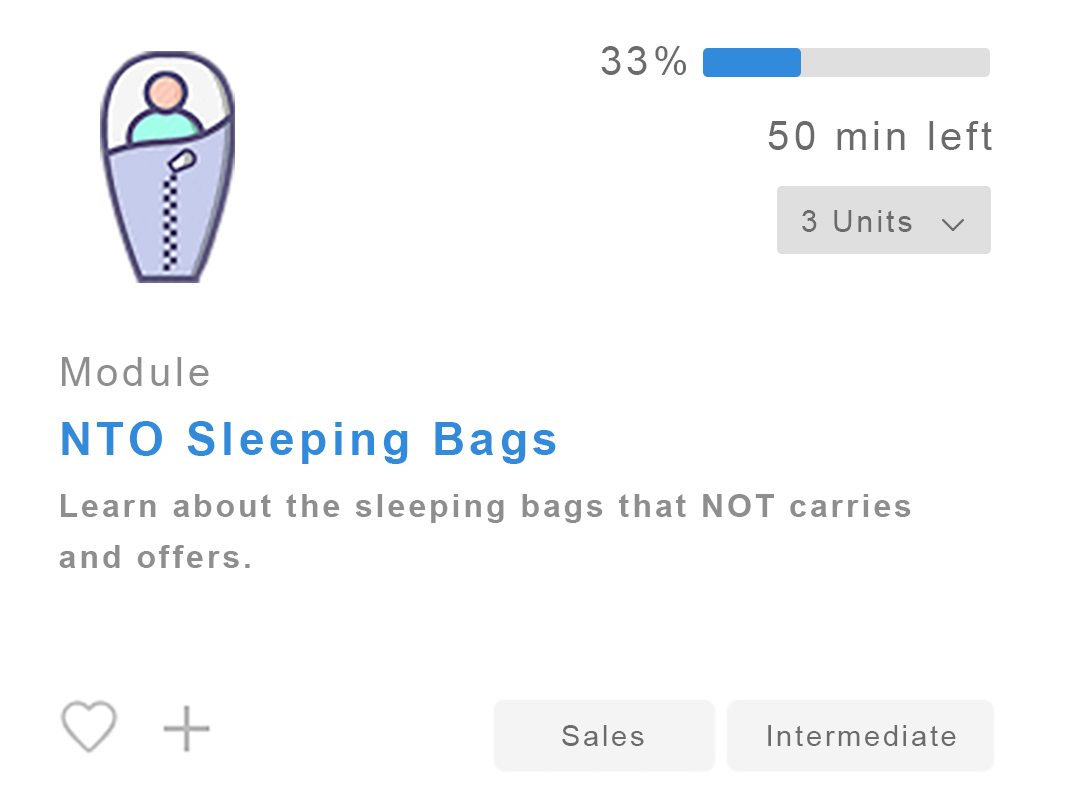 33%
50 min left
3 Units
Module
NTO Sleeping Bags
Learn about the sleeping bags that NOT carries
and offers.
Sales
Intermediate